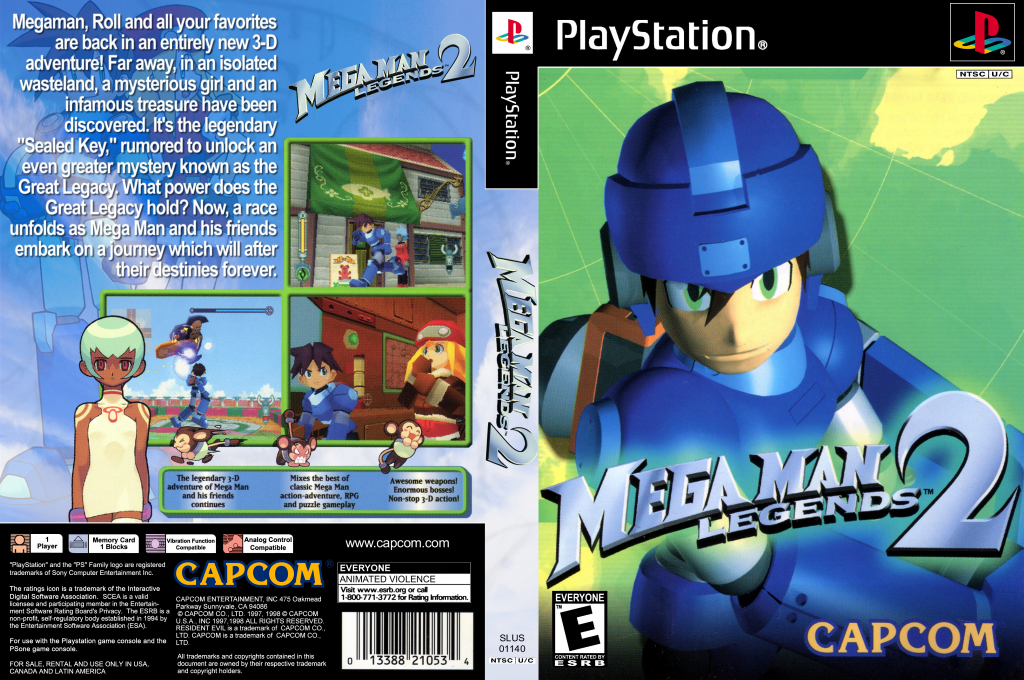 Megaman, Roll and all your favorites
are back in an entirely new 3-D
adventure! Far away, in an isolated
wasteland, a mysterious girl and an
infamous treasure have been
discovered. It's the legendary
"Sealed Key," rumored to unlock an
even greater mystery known as the
Great Legacy. What power does the
Great Legacy hold? Now, a race
unfolds as Mega Man and his friends
embark on a journey which will after
their destinies forever.
MEGA MAN
LEGENDS 2
The legendary 3-D
adventure of Mega Man
and his friends
continues
Mixes the best of
classic Mega Man
action-adventure, RPG
and puzzle gameplay
Awesome weapons!
Enormous bosses!
Non-stop 3-D action!
1
Player
Memory Card
1 Blocks
Vibration Function
Compatible
Analog Control
Compatible
"PlayStation" and the "PS" Family logo are registered
trademarks of Sony Computer Entertainment Inc.
The ratings icon is a trademark of the Interactive
Digital Software Association. SCEA is a valid
licensee and participating member in the Entertain-
ment Software Rating Board's Privacy. The ESRB is a
non-profit, self-regulatory body established in 1994 by
the Entertainment Software Association (ESA).
For use with the Playstation game console and the
PSone game console.
FOR SALE, RENTAL AND USE ONLY IN USA,
CANADA AND LATIN AMERICA
CAPCOM®
CAPCOM ENTERTAINMENT, INC 475 Oakmead
Parkway Sunnyvale, CA 94086
© CAPCOM CO., LTD. 1997, 1998 © CAPCOM
U.S.A., INC 1997,1998 ALL RIGHTS RESERVED.
RESIDENT EVIL is a trademark of CAPCOM CO.,
LTD. CAPCOM is a trademark of CAPCOM CO.,
LTD.
All trademarks and copyrights contained in this
document are owned by their respective trademark
and copyright holders.
www.capcom.com
EVERYONE
ANIMATED VIOLENCE
Visit www.esrb.org or call
1-800-771-3772 for Rating Information.
0 13388 21053 4
PlayStation®
MEGA MAN
LEGENDS 2
SLUS
01140
NTSC U/C
PlayStation®
NTSC U/C
MEGA MAN
LEGENDS™ 2
EVERYONE
™
E
CONTENT RATED BY
ESRB
CAPCOM®